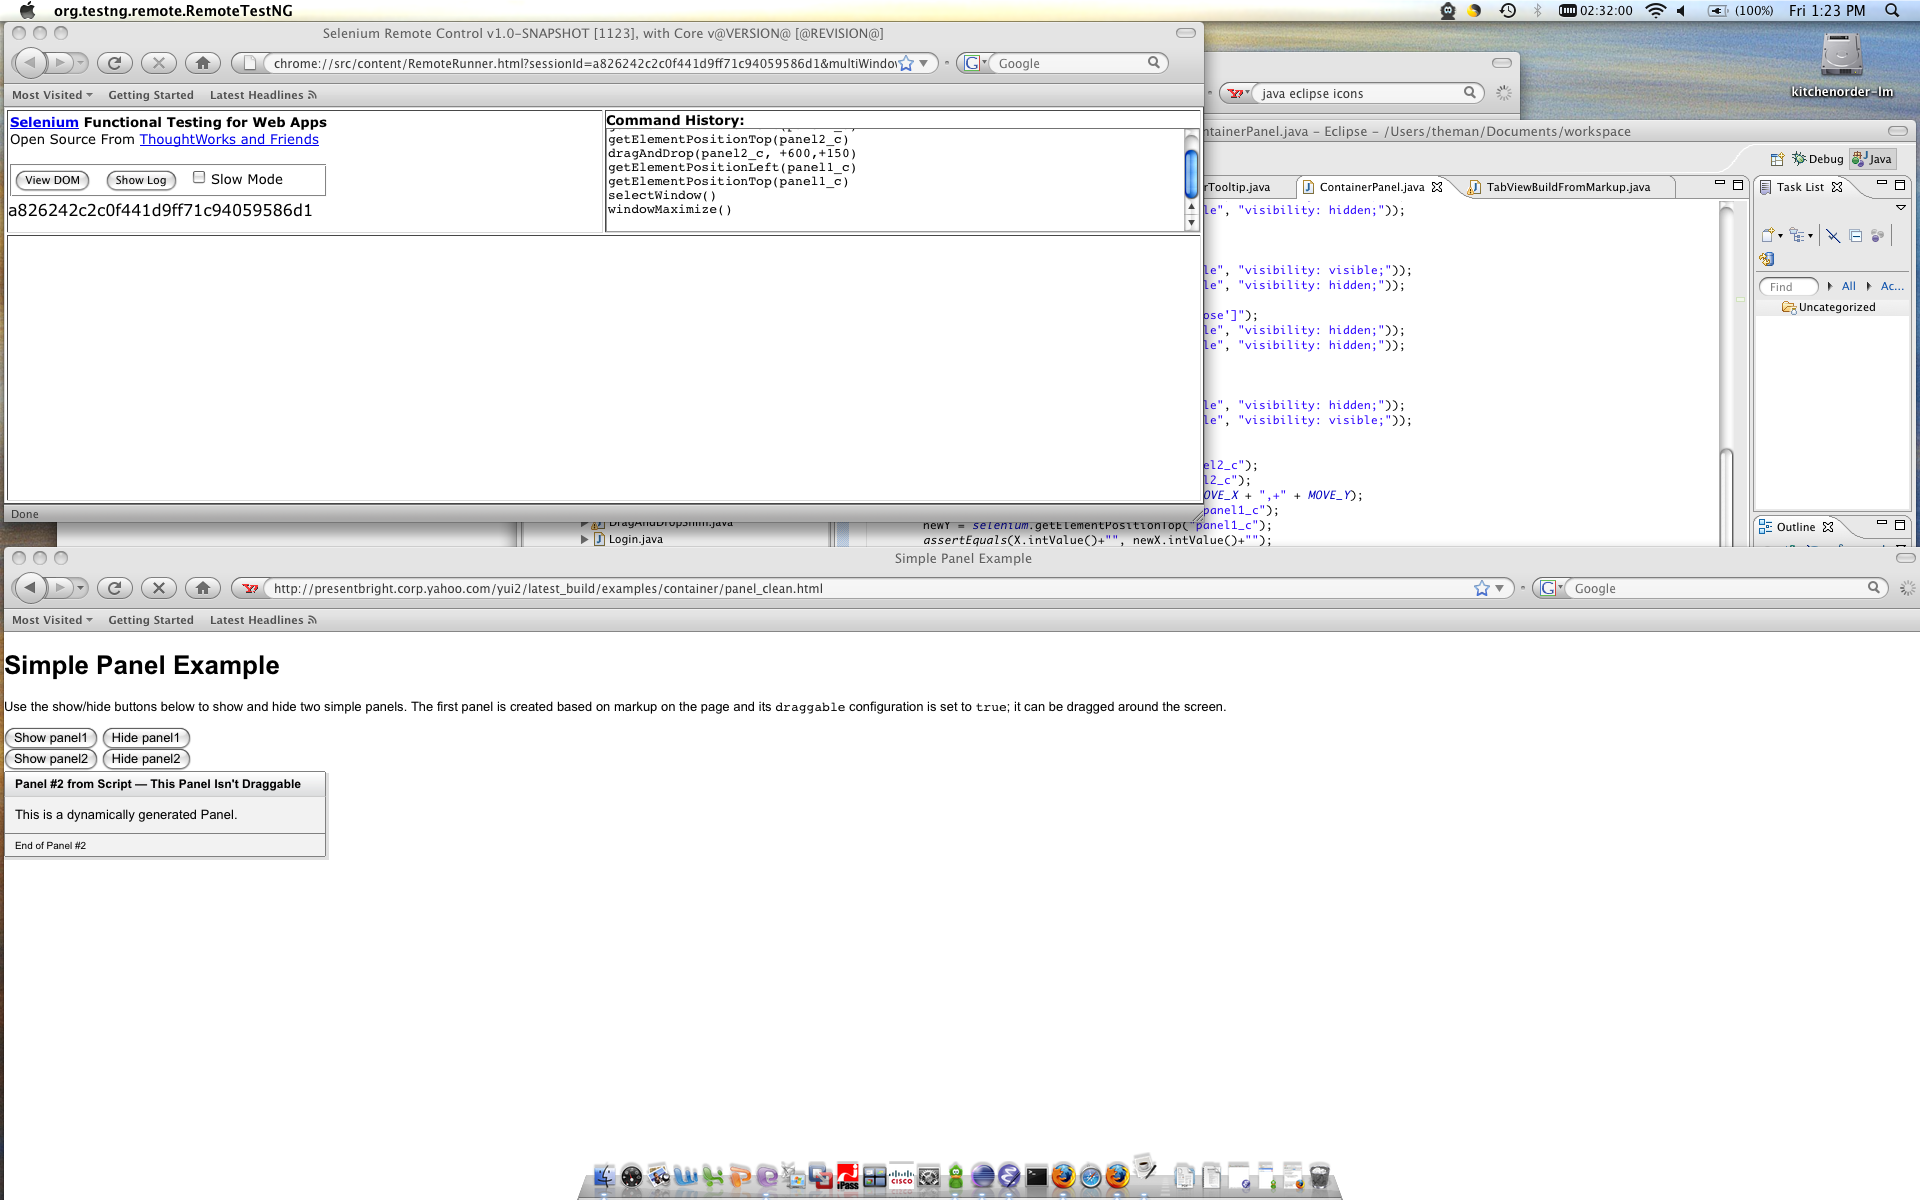 org.testng.remote.RemoteTestNG
02:32:00 (100%) Fri 1:23 PM
Selenium Remote Control v1.0-SNAPSHOT [1123], with Core v@VERSION@ [@REVISION@]
chrome://src/content/RemoteRunner.html?sessionId=a826242c2c0f441d9ff71c94059586d1&multiWindo
Google
Most Visited Getting Started Latest Headlines
Selenium Functional Testing for Web Apps
Open Source From ThoughtWorks and Friends
View DOM Show Log Slow Mode
a826242c2c0f441d9ff71c94059586d1
Command History:
getElementPositionTop(panel2_c)
dragAndDrop(panel2_c, +600,+150)
getElementPositionLeft(panel1_c)
getElementPositionTop(panel1_c)
selectWindow()
windowMaximize()
Done
java eclipse icons
kitchenorder-lm
ntainerPanel.java – Eclipse – /Users/theman/Documents/workspace
Debug Java
rTooltip.java ContainerPanel.java TabViewBuildFromMarkup.java
Task List
Find All Ac...
Uncategorized
le", "visibility: hidden;"));
le", "visibility: visible;"));
le", "visibility: hidden;"));
ose']");
le", "visibility: hidden;"));
le", "visibility: hidden;"));
le", "visibility: hidden;"));
le", "visibility: visible;"));
el2_c");
l2_c");
OVE_X + ",+" + MOVE_Y);
panel1_c");
newY = selenium.getElementPositionTop("panel1_c");
assertEquals(X.intValue()+"", newX.intValue()+"");
DragAndDropShim.java
Login.java
Outline
Simple Panel Example
http://presentbright.corp.yahoo.com/yui2/latest_build/examples/container/panel_clean.html
Google
Most Visited Getting Started Latest Headlines
Simple Panel Example
Use the show/hide buttons below to show and hide two simple panels. The first panel is created based on markup on the page and its draggable configuration is set to true; it can be dragged around the screen.
Show panel1 Hide panel1
Show panel2 Hide panel2
Panel #2 from Script — This Panel Isn't Draggable
This is a dynamically generated Panel.
End of Panel #2
iPass
CISCO